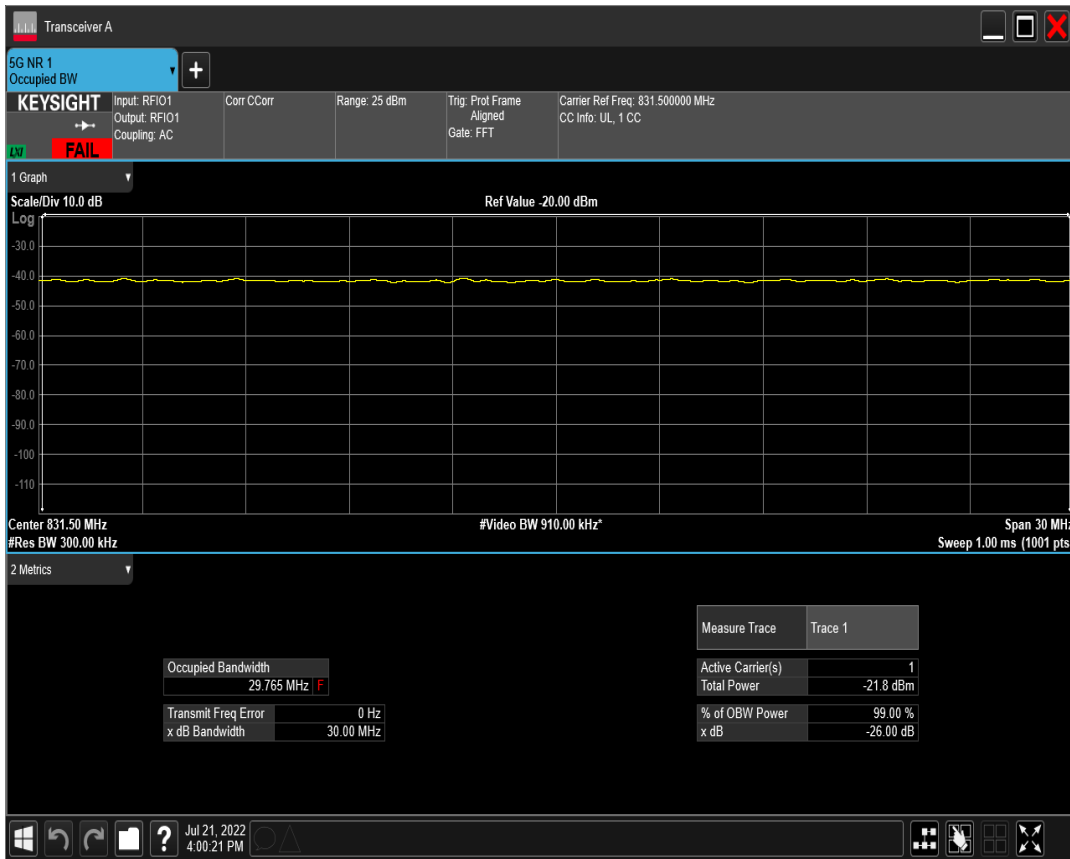 Transceiver A
5G NR 1
Occupied BW
KEYSIGHT
LXI
FAIL
Input: RFIO1
Output: RFIO1
Coupling: AC
Corr CCorr
Range: 25 dBm
Trig: Prot Frame
Aligned
Gate: FFT
Carrier Ref Freq: 831.500000 MHz
CC Info: UL, 1 CC
1 Graph
Scale/Div 10.0 dB
Ref Value -20.00 dBm
Log
-30.0
-40.0
-50.0
-60.0
-70.0
-80.0
-90.0
-100
-110
Center 831.50 MHz
#Video BW 910.00 kHz*
Span 30 MHz
#Res BW 300.00 kHz
Sweep 1.00 ms (1001 pts
2 Metrics
Measure Trace Trace 1
Occupied Bandwidth
29.765 MHz F
Active Carrier(s) 1
Total Power -21.8 dBm
Transmit Freq Error 0 Hz
x dB Bandwidth 30.00 MHz
% of OBW Power 99.00 %
x dB -26.00 dB
?
Jul 21, 2022
4:00:21 PM